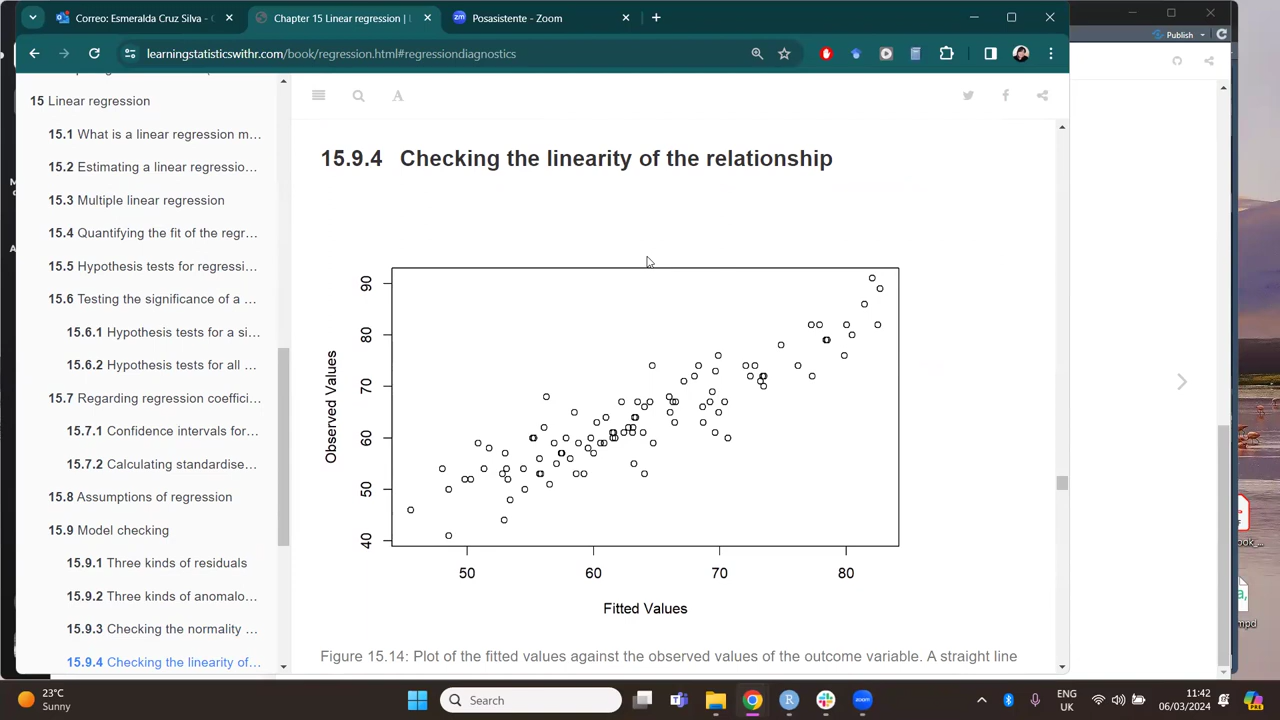 Correo: Esmeralda Cruz Silva -
Chapter 15 Linear regression |
Posasistente - Zoom
learningstatisticswithr.com/book/regression.html#regressiondiagnostics
Publish
15 Linear regression
15.1 What is a linear regression m...
15.2 Estimating a linear regressio...
15.3 Multiple linear regression
15.4 Quantifying the fit of the regr...
15.5 Hypothesis tests for regressi...
15.6 Testing the significance of a ...
15.6.1 Hypothesis tests for a si...
15.6.2 Hypothesis tests for all ...
15.7 Regarding regression coeffici...
15.7.1 Confidence intervals for...
15.7.2 Calculating standardise...
15.8 Assumptions of regression
15.9 Model checking
15.9.1 Three kinds of residuals
15.9.2 Three kinds of anomalo...
15.9.3 Checking the normality ...
15.9.4 Checking the linearity of...
A
15.9.4 Checking the linearity of the relationship
Observed Values
90
80
70
60
50
40
50 60 70 80
Fitted Values
Figure 15.14: Plot of the fitted values against the observed values of the outcome variable. A straight line
23°C
Sunny
Search
ENG
UK
11:42
06/03/2024